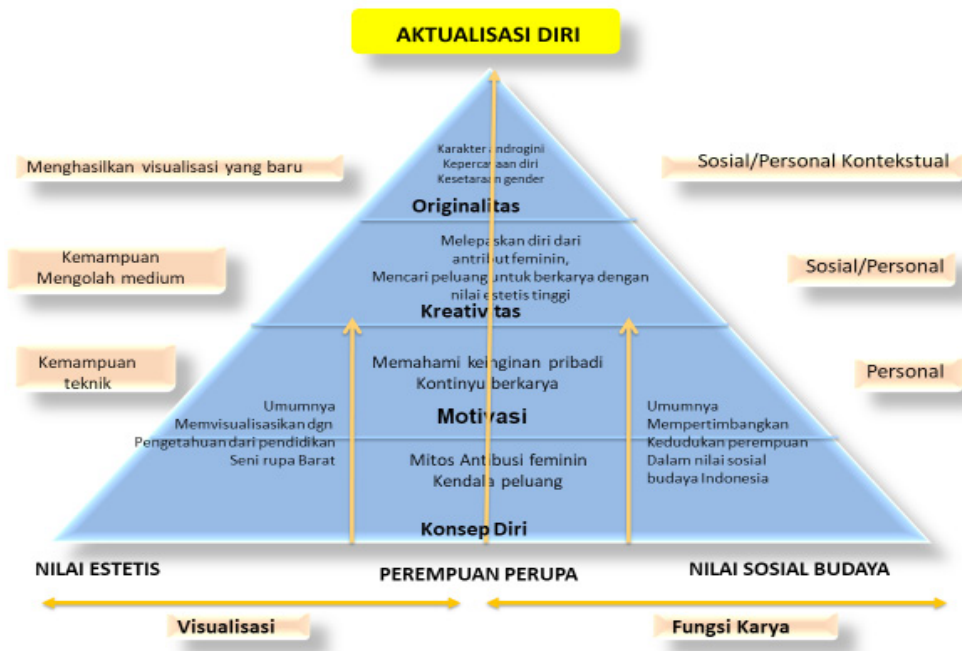 AKTUALISASI DIRI
Karakter androgini
Kepercayaan diri
Kesetaraan gender
Originalitas
Menghasilkan visualisasi yang baru
Sosial/Personal Kontekstual
Melepaskan diri dari
antribut feminin,
Mencari peluang untuk berkarya dengan
nilai estetis tinggi
Kreativitas
Kemampuan
Mengolah medium
Sosial/Personal
Memahami keinginan pribadi
Kontinyu berkarya
Motivasi
Kemampuan
teknik
Personal
Umumnya
Memvisualisasikan dgn
Pengetahuan dari pendidikan
Seni rupa Barat
Umumnya
Mempertimbangkan
Kedudukan perempuan
Dalam nilai sosial
budaya Indonesia
Mitos Antibusi feminin
Kendala peluang
Konsep Diri
NILAI ESTETIS
PEREMPUAN PERUPA
NILAI SOSIAL BUDAYA
Visualisasi
Fungsi Karya